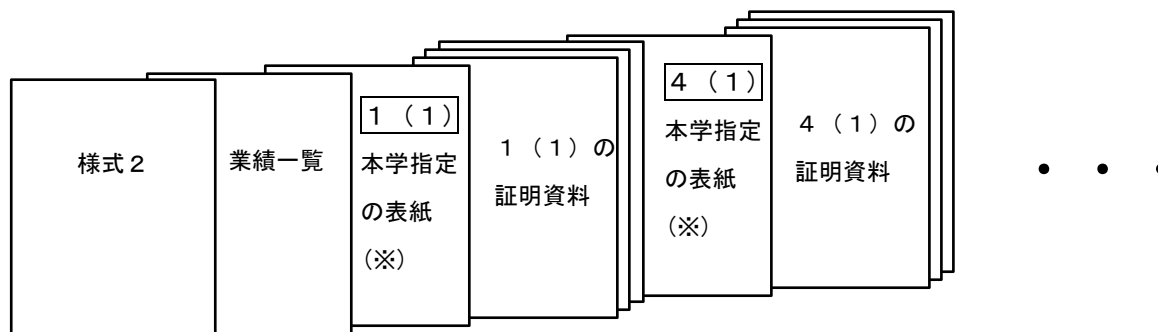 様式２
業績一覧
１（１）
本学指定
の表紙
（※）
１（１）の
証明資料
４（１）
本学指定
の表紙
（※）
４（１）の
証明資料
・・・